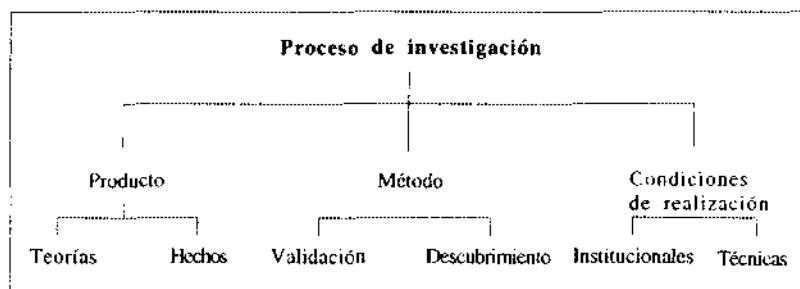 Proceso de investigación
Producto Método Condiciones
de realización
Teorías Hechos Validación Descubrimiento Institucionales Técnicas